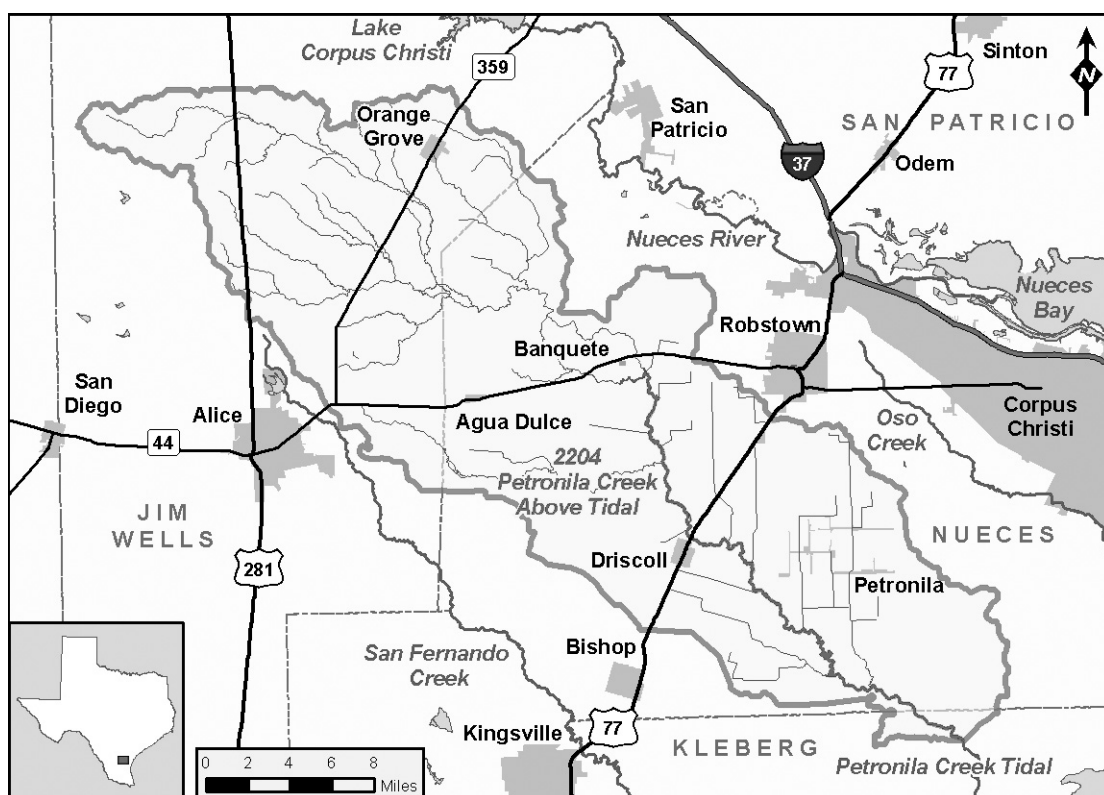 Lake
Corpus Christi
359
77
Sinton
N
Orange
Grove
San
Patricio
SAN PATRICIO
37
Odem
Nueces River
Nueces
Bay
Robstown
Banquete
San
Diego
Alice
44
Agua Dulce
Oso
Creek
Corpus
Christi
2204
Petronila Creek
Above Tidal
JIM
WELLS
NUECES
281
Driscoll
Petronila
San Fernando
Creek
Bishop
77
Kingsville
KLEBERG
Petronila Creek Tidal
0 2 4 6 8
Miles